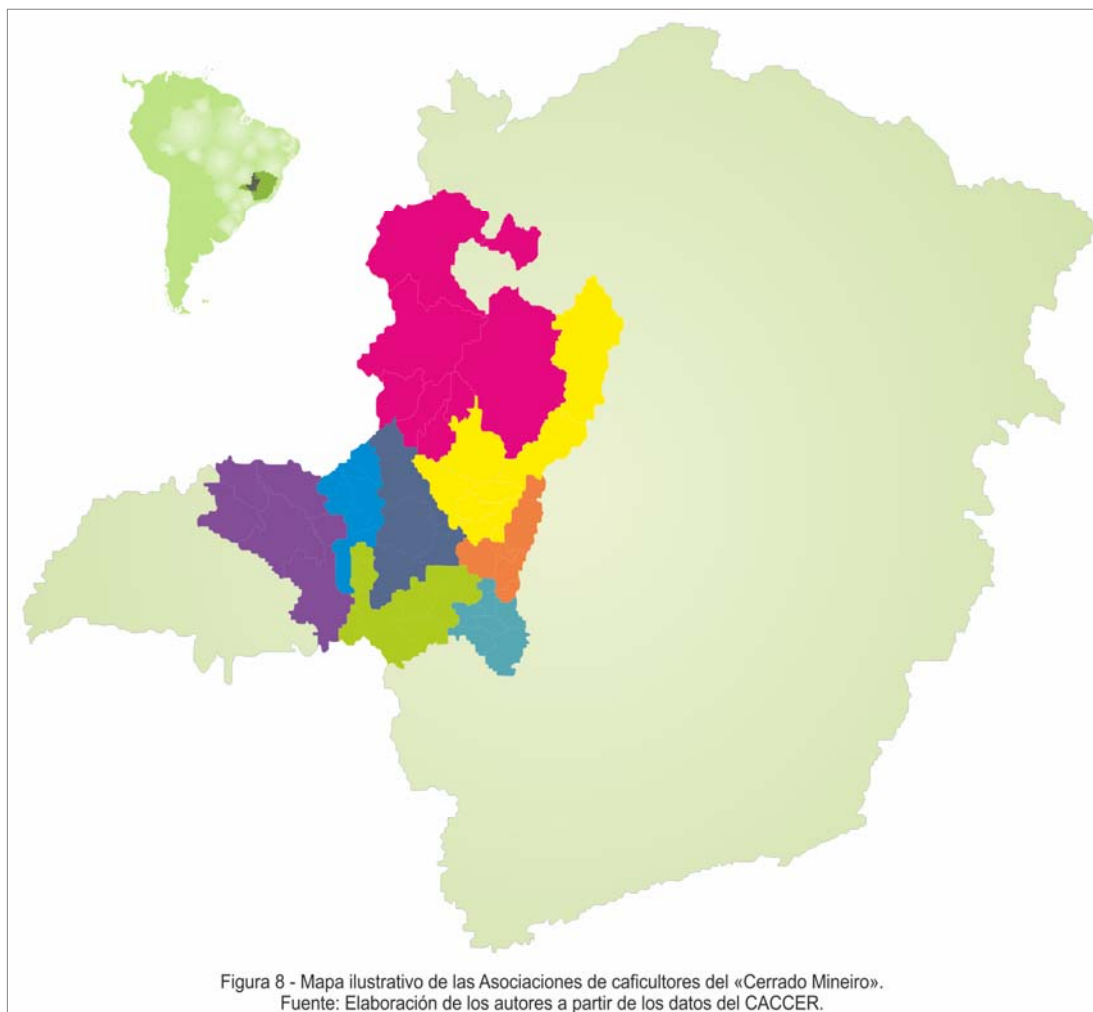 Figura 8 - Mapa ilustrativo de las Asociaciones de caficultores del «Cerrado Mineiro».
Fuente: Elaboración de los autores a partir de los datos del CACCER.